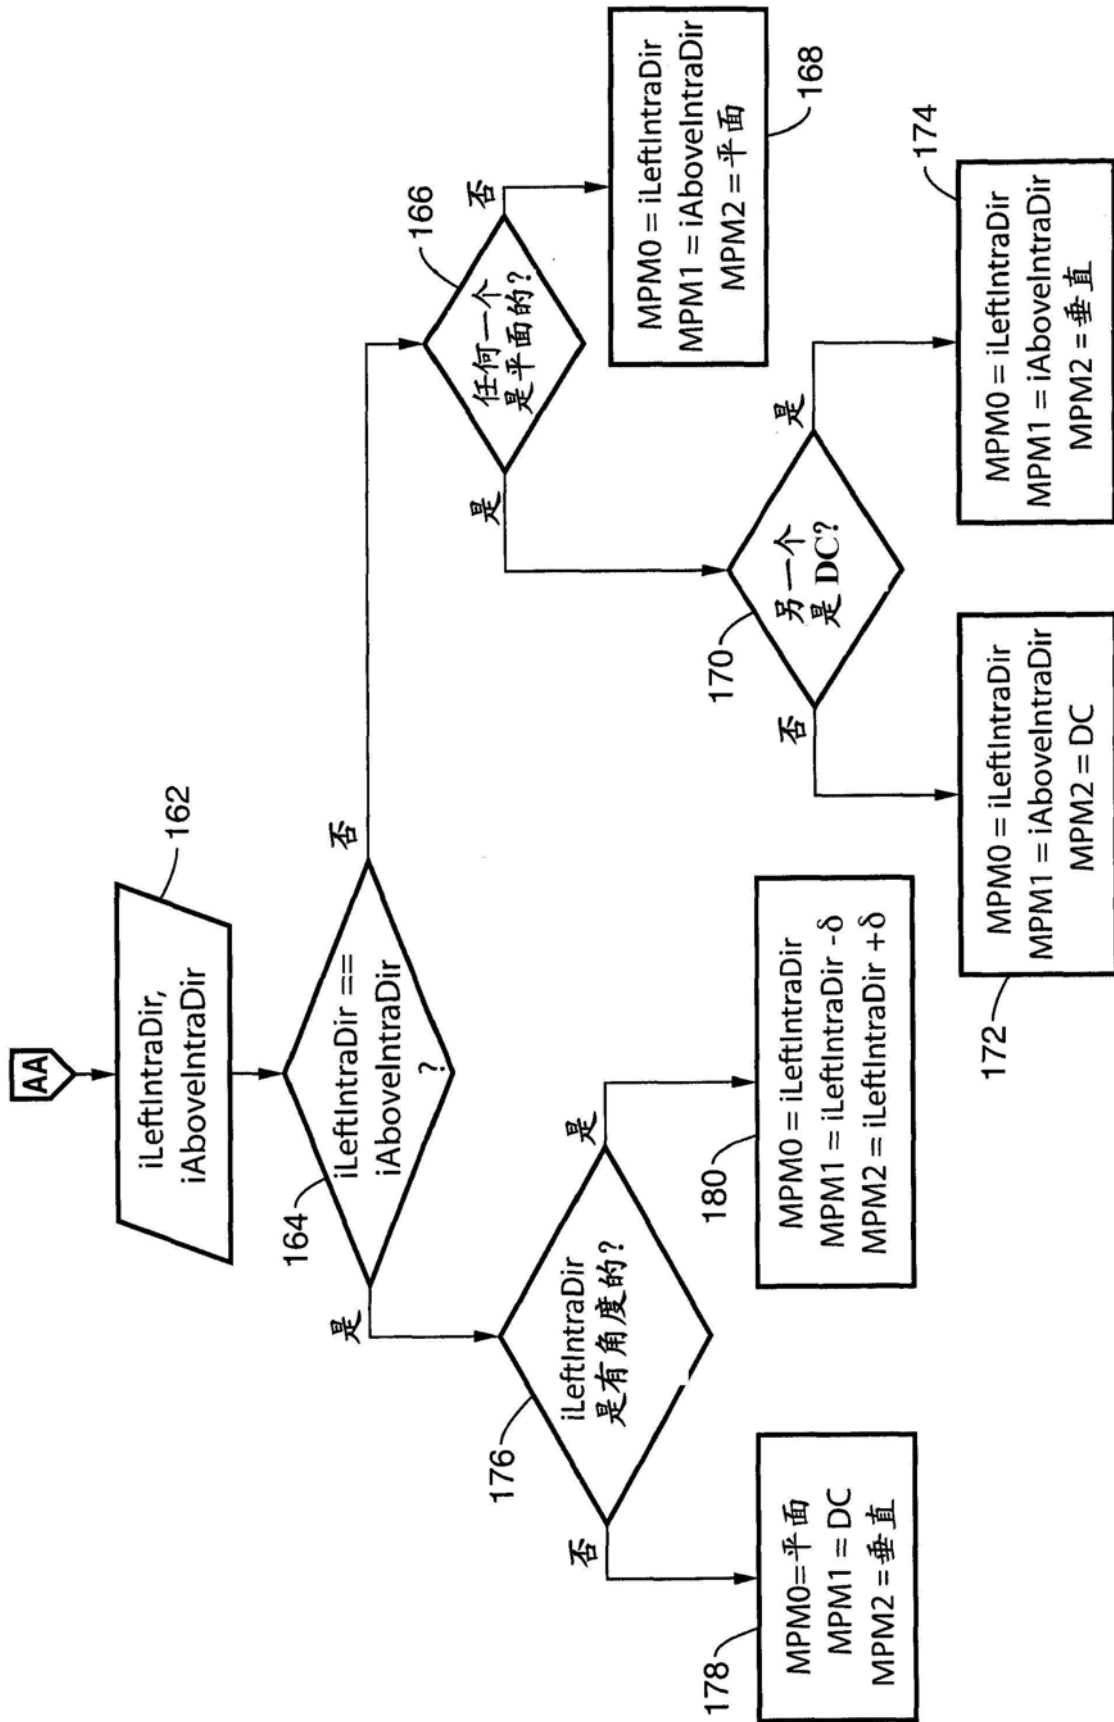 AA
iLeftIntraDir,
iAboveIntraDir
162
iLeftIntraDir ==
iAboveIntraDir
?
164
是
否
iLeftIntraDir
是有角度的?
176
否
是
MPM0=平面
MPM1 = DC
MPM2 =垂直
178
MPM0 = iLeftIntraDir
MPM1 = iLeftIntraDir -δ
MPM2 = iLeftIntraDir +δ
180
任何一个
是平面的?
166
是
否
MPM0 = iLeftIntraDir
MPM1 = iAboveIntraDir
MPM2 =平面
168
另一个
是 DC?
170
否
是
MPM0 = iLeftIntraDir
MPM1 = iAboveIntraDir
MPM2 = DC
172
MPM0 = iLeftIntraDir
MPM1 = iAboveIntraDir
MPM2 =垂直
174